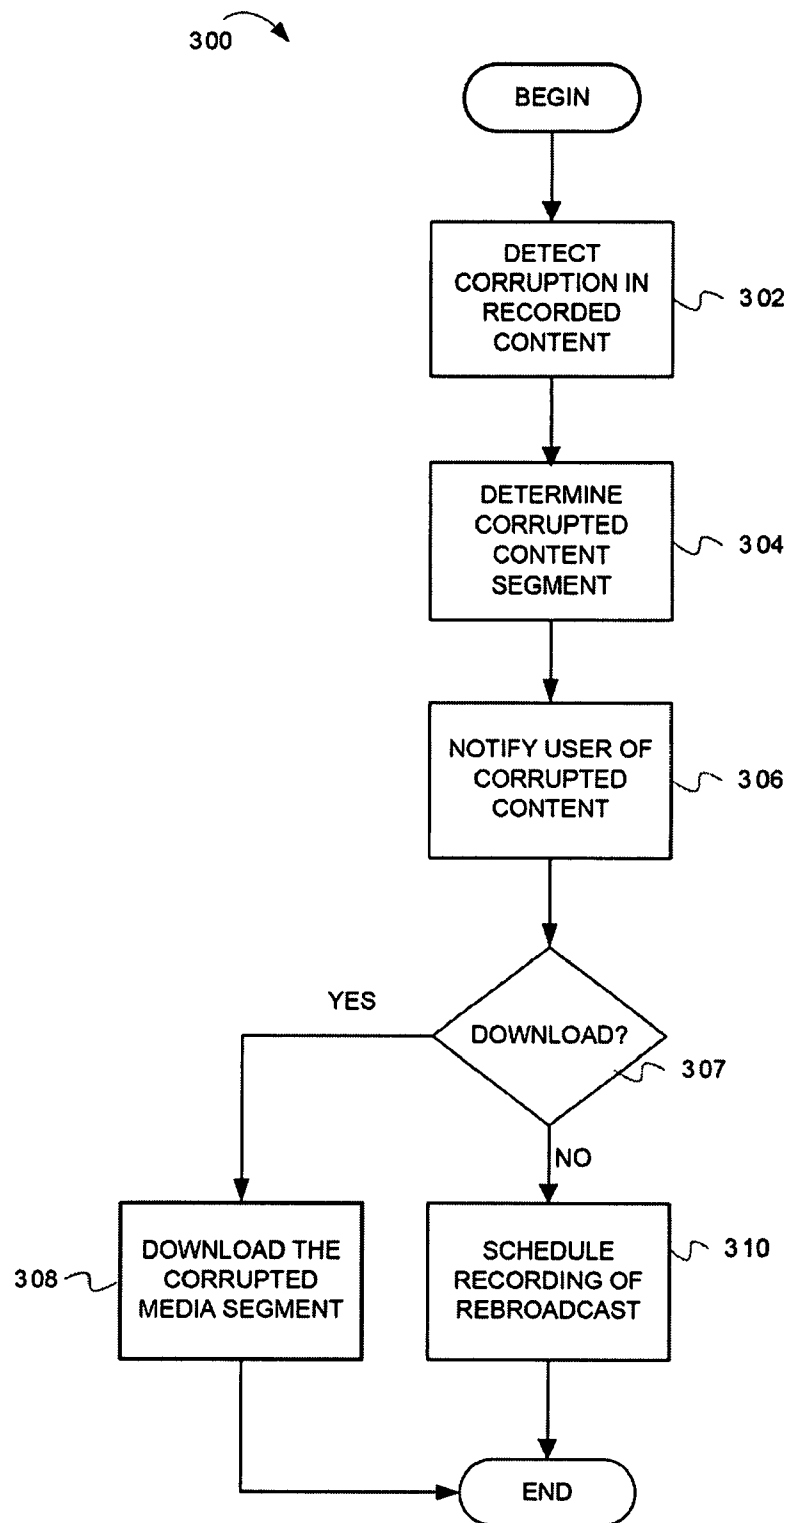 300
BEGIN
DETECT
CORRUPTION IN
RECORDED
CONTENT
302
DETERMINE
CORRUPTED
CONTENT
SEGMENT
304
NOTIFY USER OF
CORRUPTED
CONTENT
306
YES
DOWNLOAD?
307
NO
308
DOWNLOAD THE
CORRUPTED
MEDIA SEGMENT
SCHEDULE
RECORDING OF
REBROADCAST
310
END